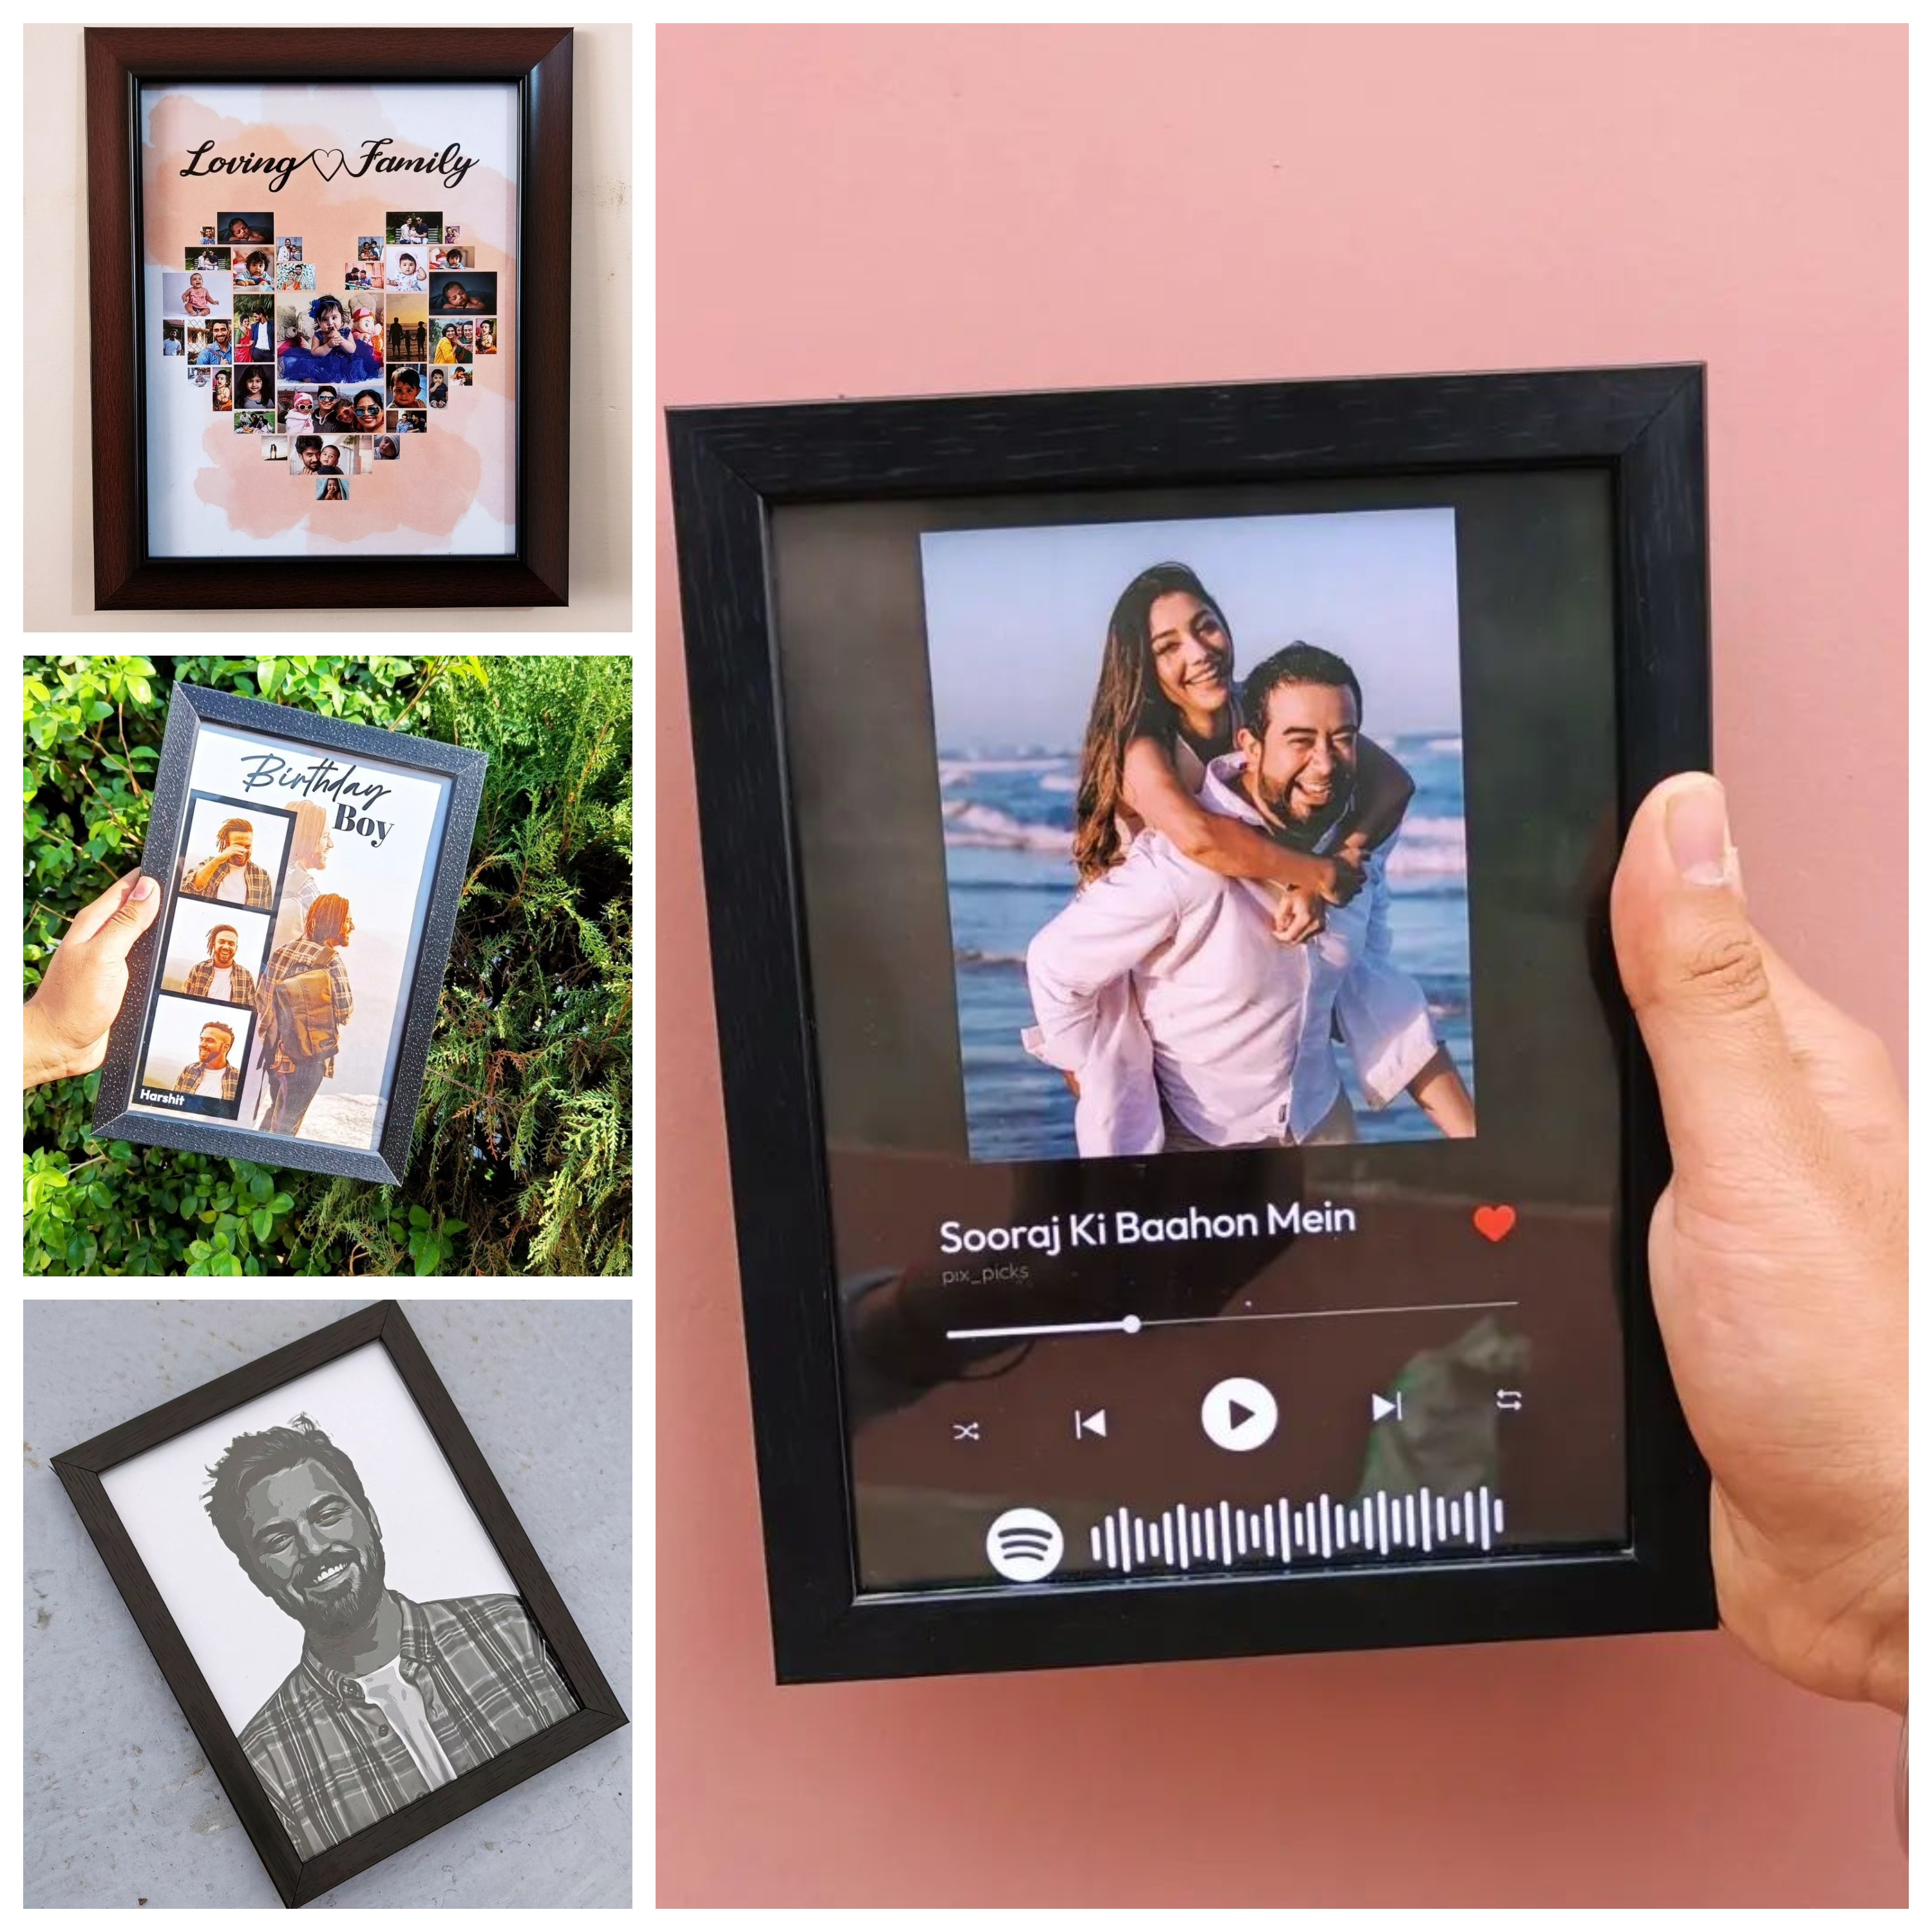 Loving Family
Birthday
Boy
Harshit
Sooraj Ki Baahon Mein
pix_picks